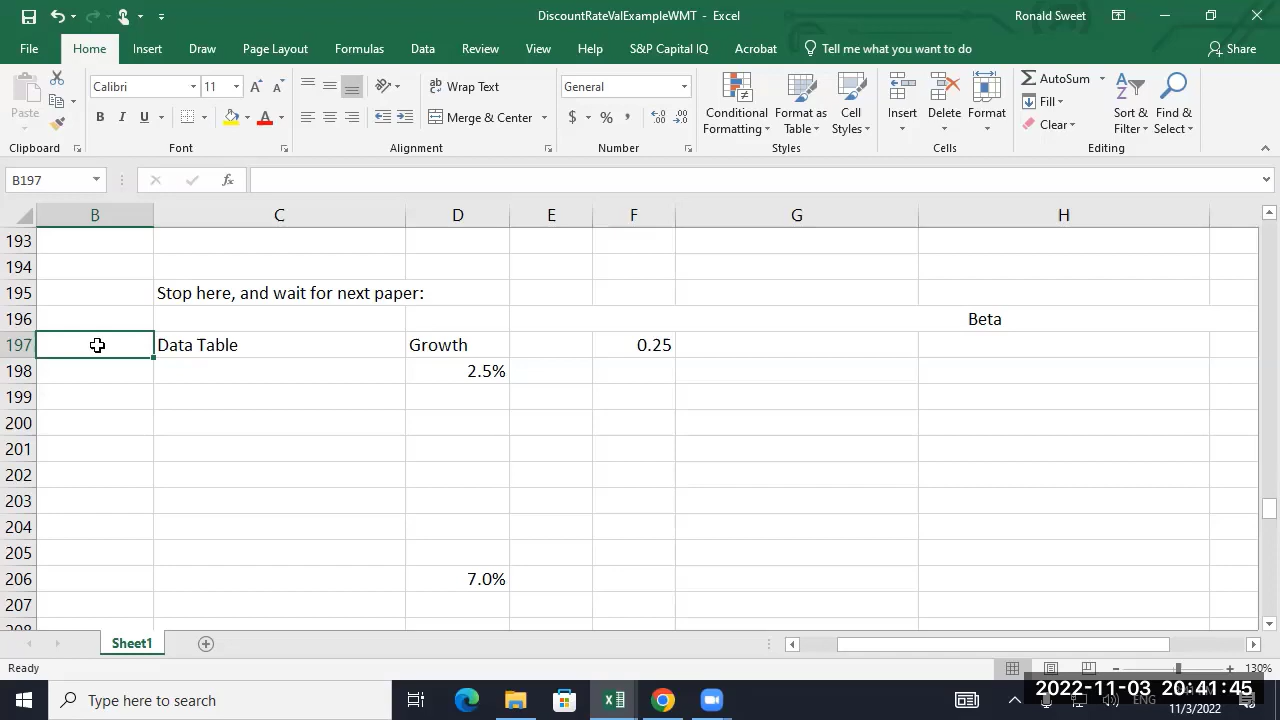 DiscountRateValExampleWMT - Excel
Ronald Sweet
File Home Insert Draw Page Layout Formulas Data Review View Help S&P Capital IQ Acrobat Tell me what you want to do Share
Paste
Calibri 11
B I U
Wrap Text
Merge & Center
General
$ % ,
Conditional Formatting
Format as Table
Cell Styles
Insert Delete Format
AutoSum
Fill
Clear
Sort & Filter
Find & Select
Clipboard Font Alignment Number Styles Cells Editing
B197 fx
B C D E F G H
193
194
195 Stop here, and wait for next paper:
196 Beta
197 Data Table Growth 0.25
198 2.5%
199
200
201
202
203
204
205
206 7.0%
207
208
Sheet1
Ready
130%
Type here to search
2022-11-03 20:41:45
ENG
11/3/2022